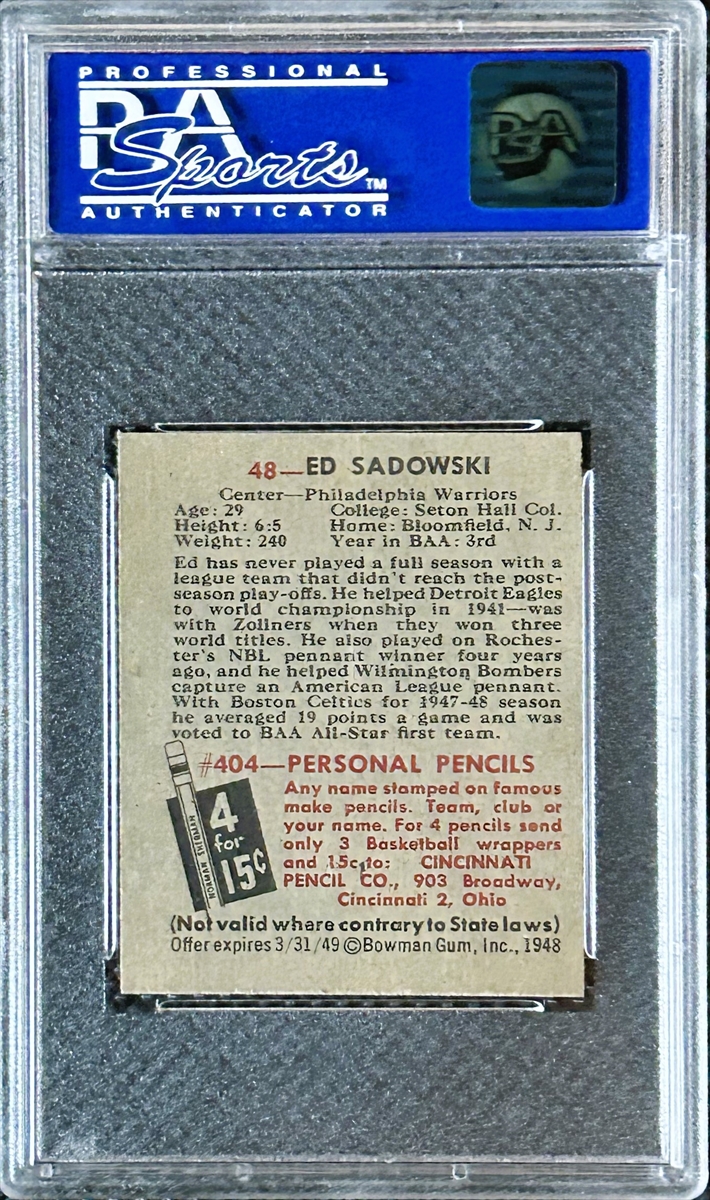 PROFESSIONAL
PSA
Sports™
AUTHENTICATOR
PSA
48—ED SADOWSKI
Center—Philadelphia Warriors
Age: 29 College: Seton Hall Col.
Height: 6:5 Home: Bloomfield, N. J.
Weight: 240 Year in BAA: 3rd
Ed has never played a full season with a
league team that didn't reach the post-
season play-offs. He helped Detroit Eagles
to world championship in 1941—was
with Zollners when they won three
world titles. He also played on Roches-
ter's NBL pennant winner four years
ago, and he helped Wilmington Bombers
capture an American League pennant.
With Boston Celtics for 1947-48 season
he averaged 19 points a game and was
voted to BAA All-Star first team.
#404—PERSONAL PENCILS
Any name stamped on famous
make pencils. Team, club or
your name. For 4 pencils send
only 3 Basketball wrappers
and 15c to: CINCINNATI
PENCIL CO., 903 Broadway,
Cincinnati 2, Ohio
NORMAN SHERMAN
4
for
15¢
(Not valid where contrary to State laws)
Offer expires 3/31/49 ©Bowman Gum, Inc., 1948